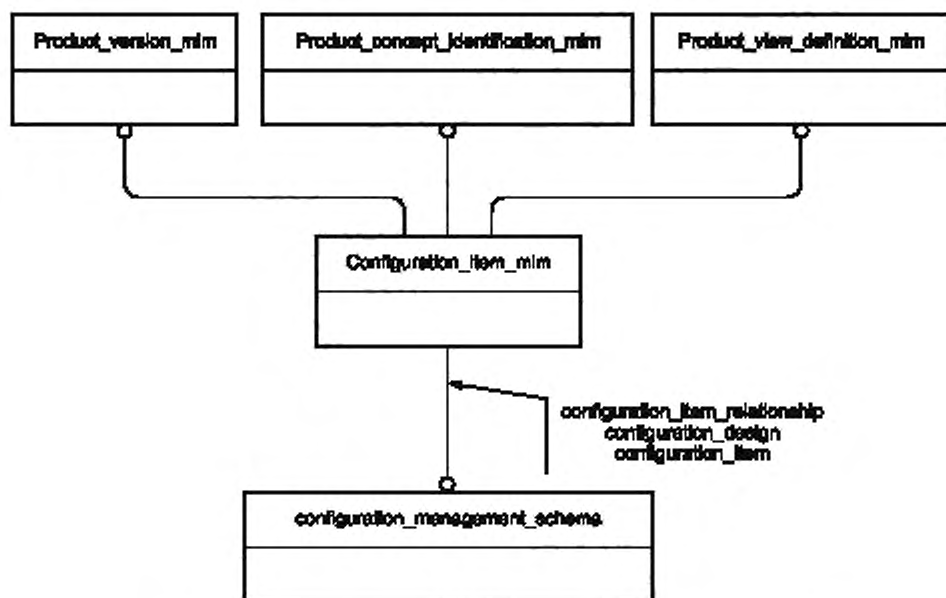 Product_version_mim
Product_concept_identification_mim
Product_view_definition_mim
Configuration_item_mim
configuration_item_relationship
configuration_design
configuration_item
configuration_management_schema